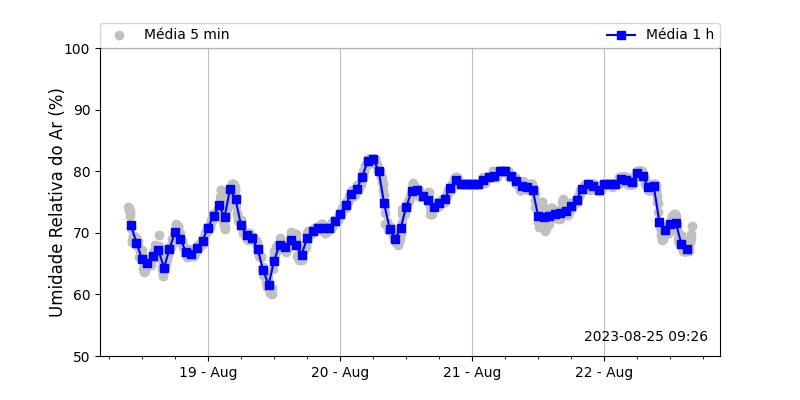 Média 5 min
Média 1 h
Umidade Relativa do Ar (%)
100
90
80
70
60
50
2023-08-25 09:26
19 - Aug
20 - Aug
21 - Aug
22 - Aug